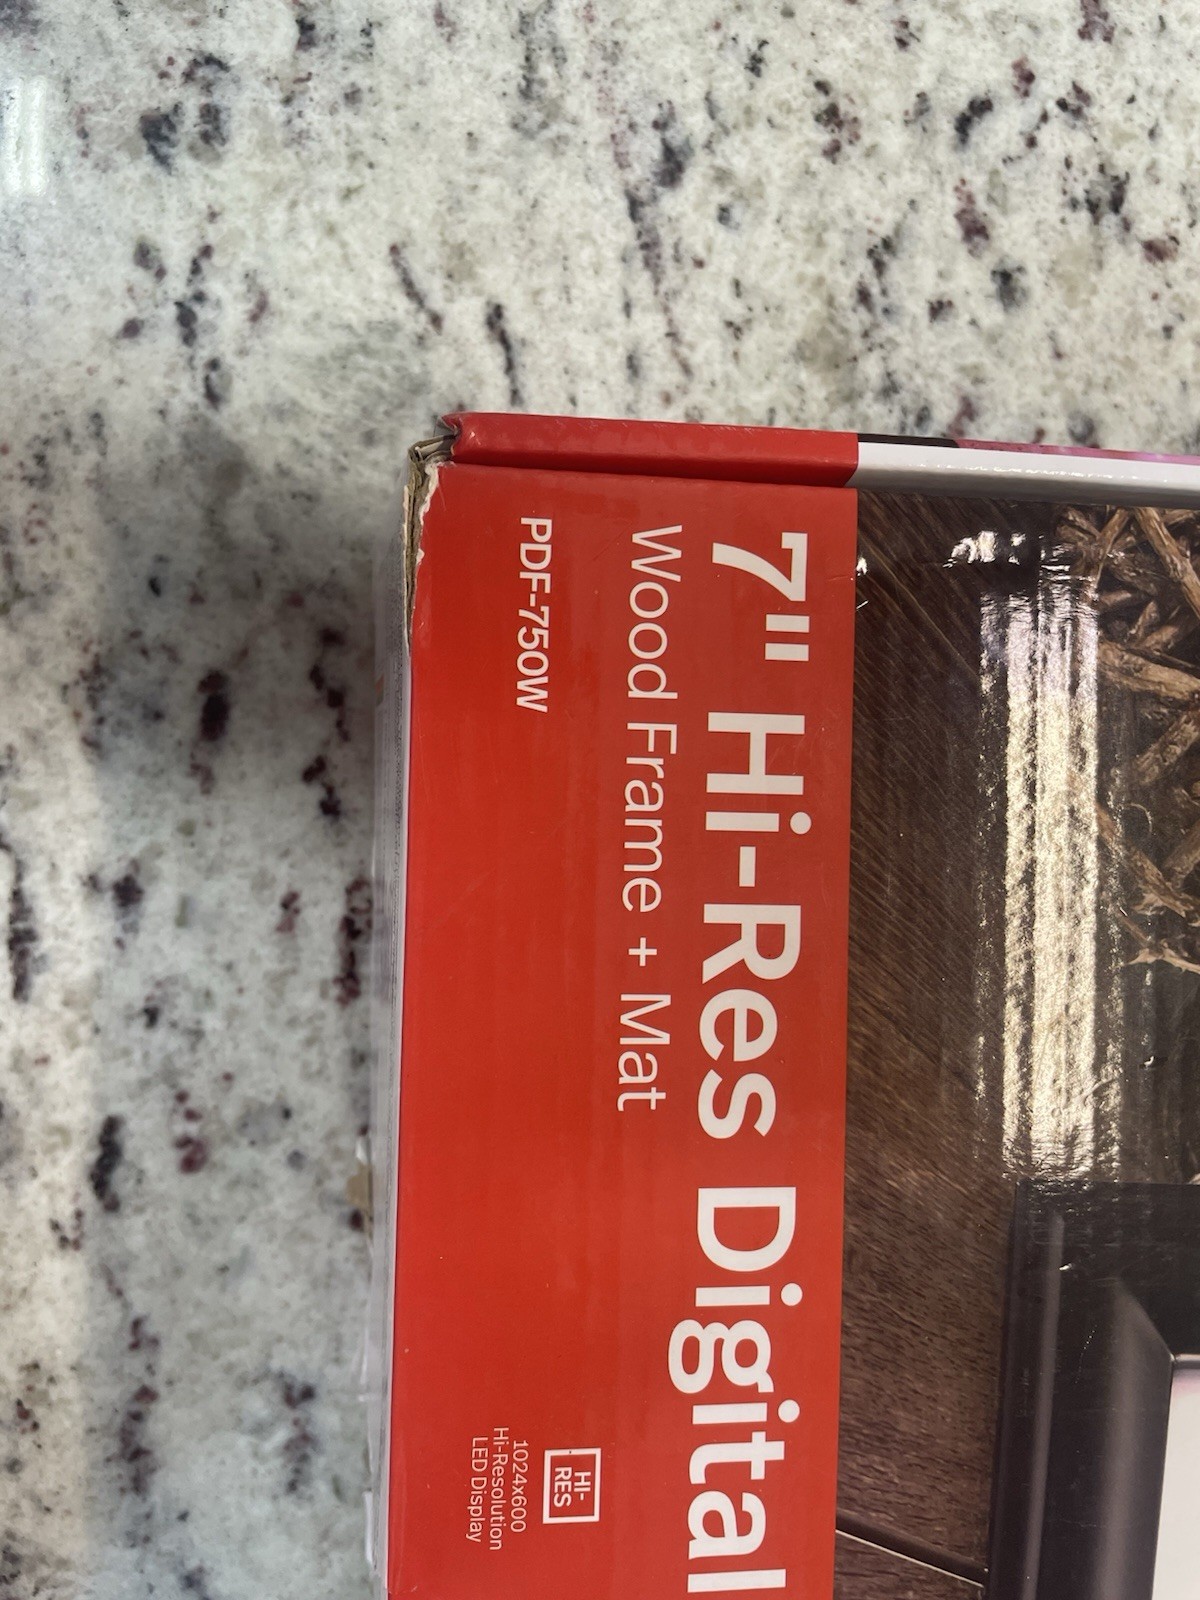 7" Hi-Res Digital
Wood Frame + Mat
PDF-750W
HI-
RES
1024x600
Hi-Resolution
LED Display